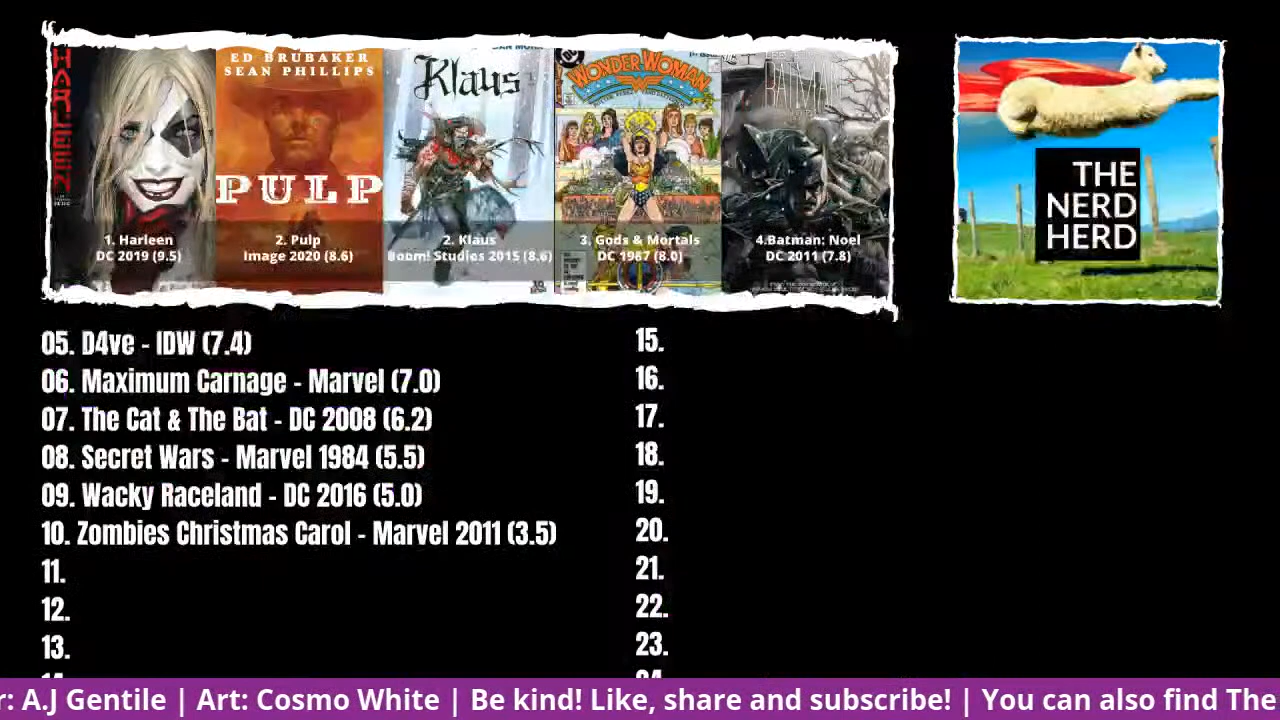 HARLEEN
ED BRUBAKER
SEAN PHILLIPS
PULP
Klaus
WONDER WOMAN
BATMAN
1. Harleen
DC 2019 (9.5)
2. Pulp
Image 2020 (8.6)
2. Klaus
Boom! Studies 2015 (8.6)
3. Gods & Mortals
DC 1987 (8.0)
4.Batman: Noel
DC 2011 (7.8)
THE
NERD
HERD
05. D4ve - IDW (7.4)
06. Maximum Carnage - Marvel (7.0)
07. The Cat & The Bat - DC 2008 (6.2)
08. Secret Wars - Marvel 1984 (5.5)
09. Wacky Raceland - DC 2016 (5.0)
10. Zombies Christmas Carol - Marvel 2011 (3.5)
11.
12.
13.
15.
16.
17.
18.
19.
20.
21.
22.
23.
r: A.J Gentile | Art: Cosmo White | Be kind! Like, share and subscribe! | You can also find The